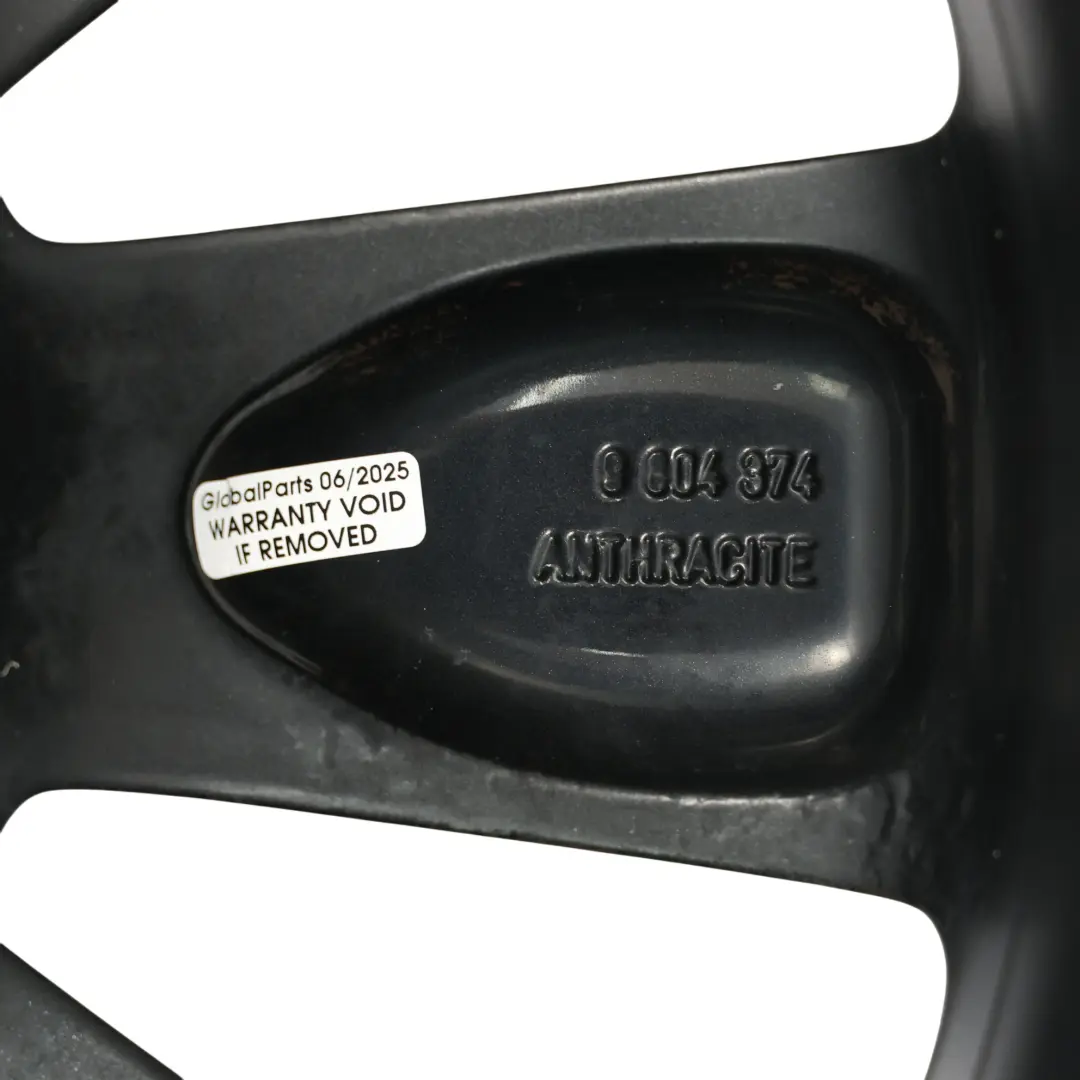 GlobalParts 06/2025
WARRANTY VOID
IF REMOVED
9 804 374
ANTHRACITE